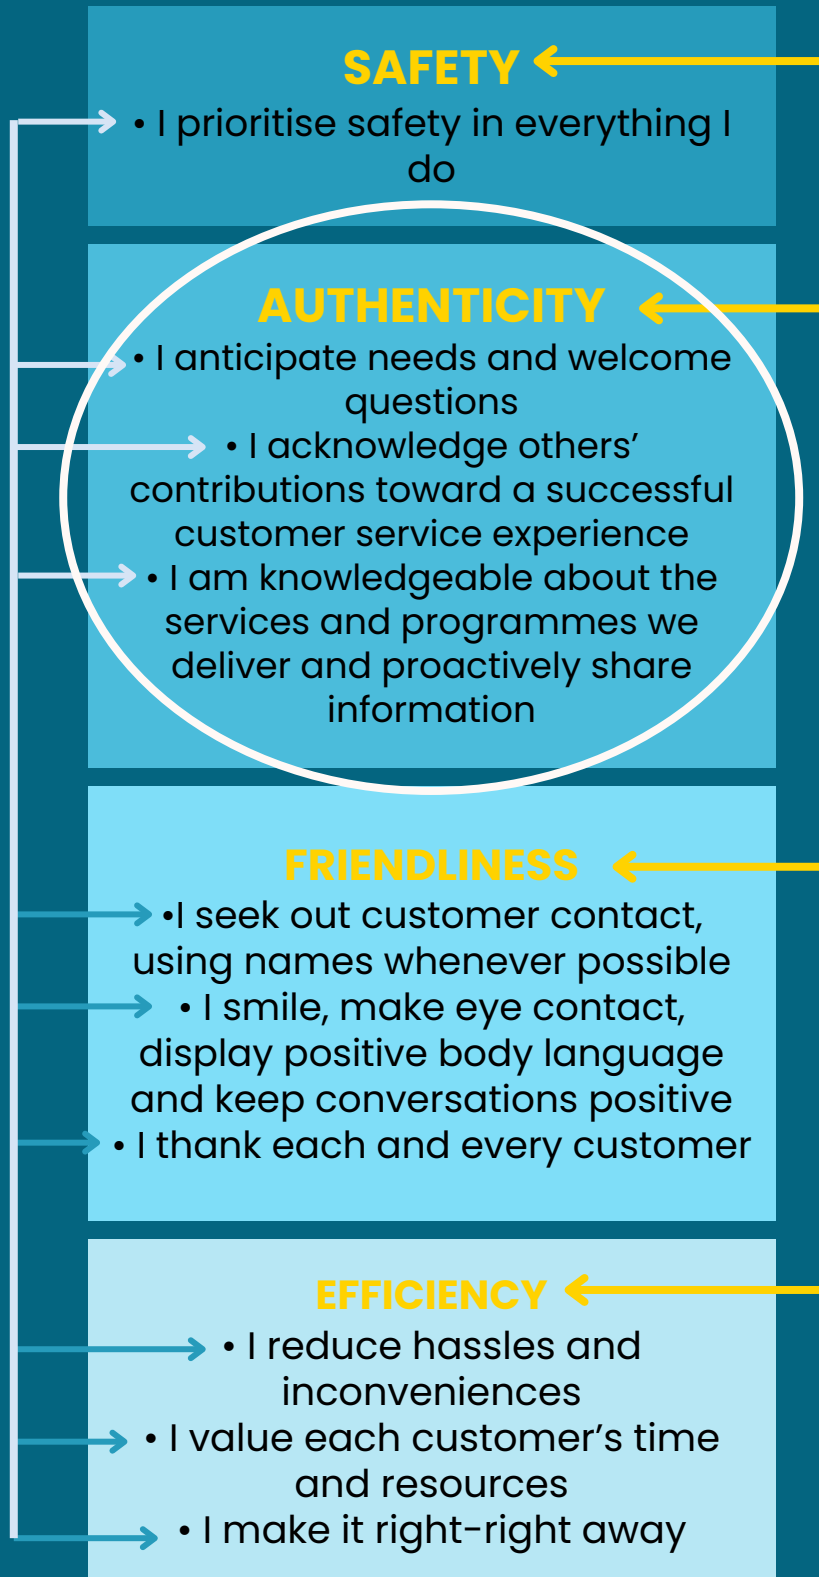 SAFETY
• I prioritise safety in everything I
do
AUTHENTICITY
• I anticipate needs and welcome
questions
• I acknowledge others’
contributions toward a successful
customer service experience
• I am knowledgeable about the
services and programmes we
deliver and proactively share
information
FRIENDLINESS
•I seek out customer contact,
using names whenever possible
• I smile, make eye contact,
display positive body language
and keep conversations positive
• I thank each and every customer
EFFICIENCY
• I reduce hassles and
inconveniences
• I value each customer’s time
and resources
• I make it right-right away